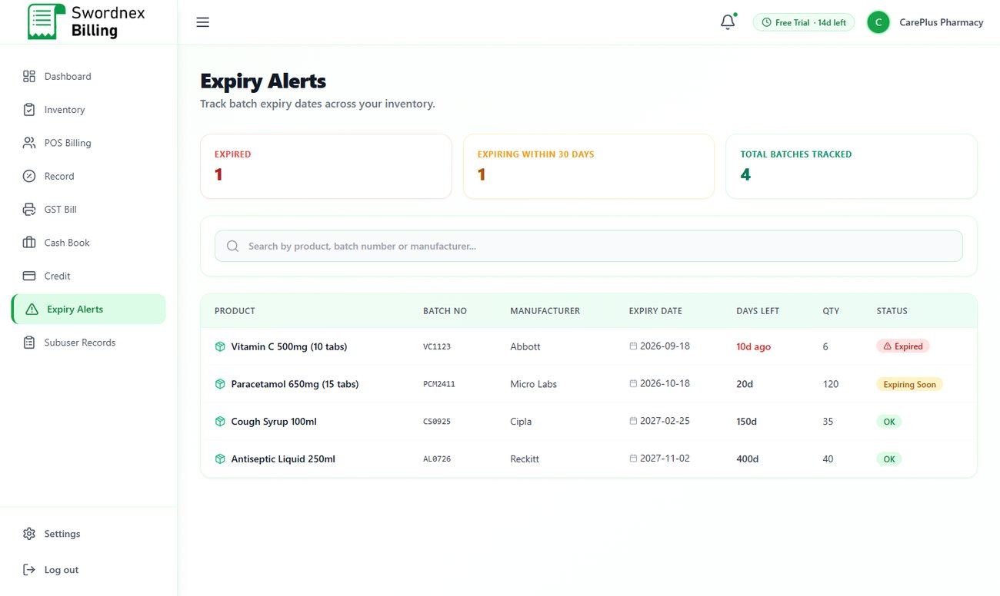 Swordnex
Billing
Free Trial · 14d left
C
CarePlus Pharmacy
Dashboard
Inventory
POS Billing
Record
GST Bill
Cash Book
Credit
Expiry Alerts
Subuser Records
Settings
Log out
Expiry Alerts
Track batch expiry dates across your inventory.
EXPIRED
1
EXPIRING WITHIN 30 DAYS
1
TOTAL BATCHES TRACKED
4
Search by product, batch number or manufacturer...
PRODUCT BATCH NO MANUFACTURER EXPIRY DATE DAYS LEFT QTY STATUS
Vitamin C 500mg (10 tabs) VC1123 Abbott 2026-09-18 10d ago 6 Expired
Paracetamol 650mg (15 tabs) PCM2411 Micro Labs 2026-10-18 20d 120 Expiring Soon
Cough Syrup 100ml CS0925 Cipla 2027-02-25 150d 35 OK
Antiseptic Liquid 250ml AL0726 Reckitt 2027-11-02 400d 40 OK